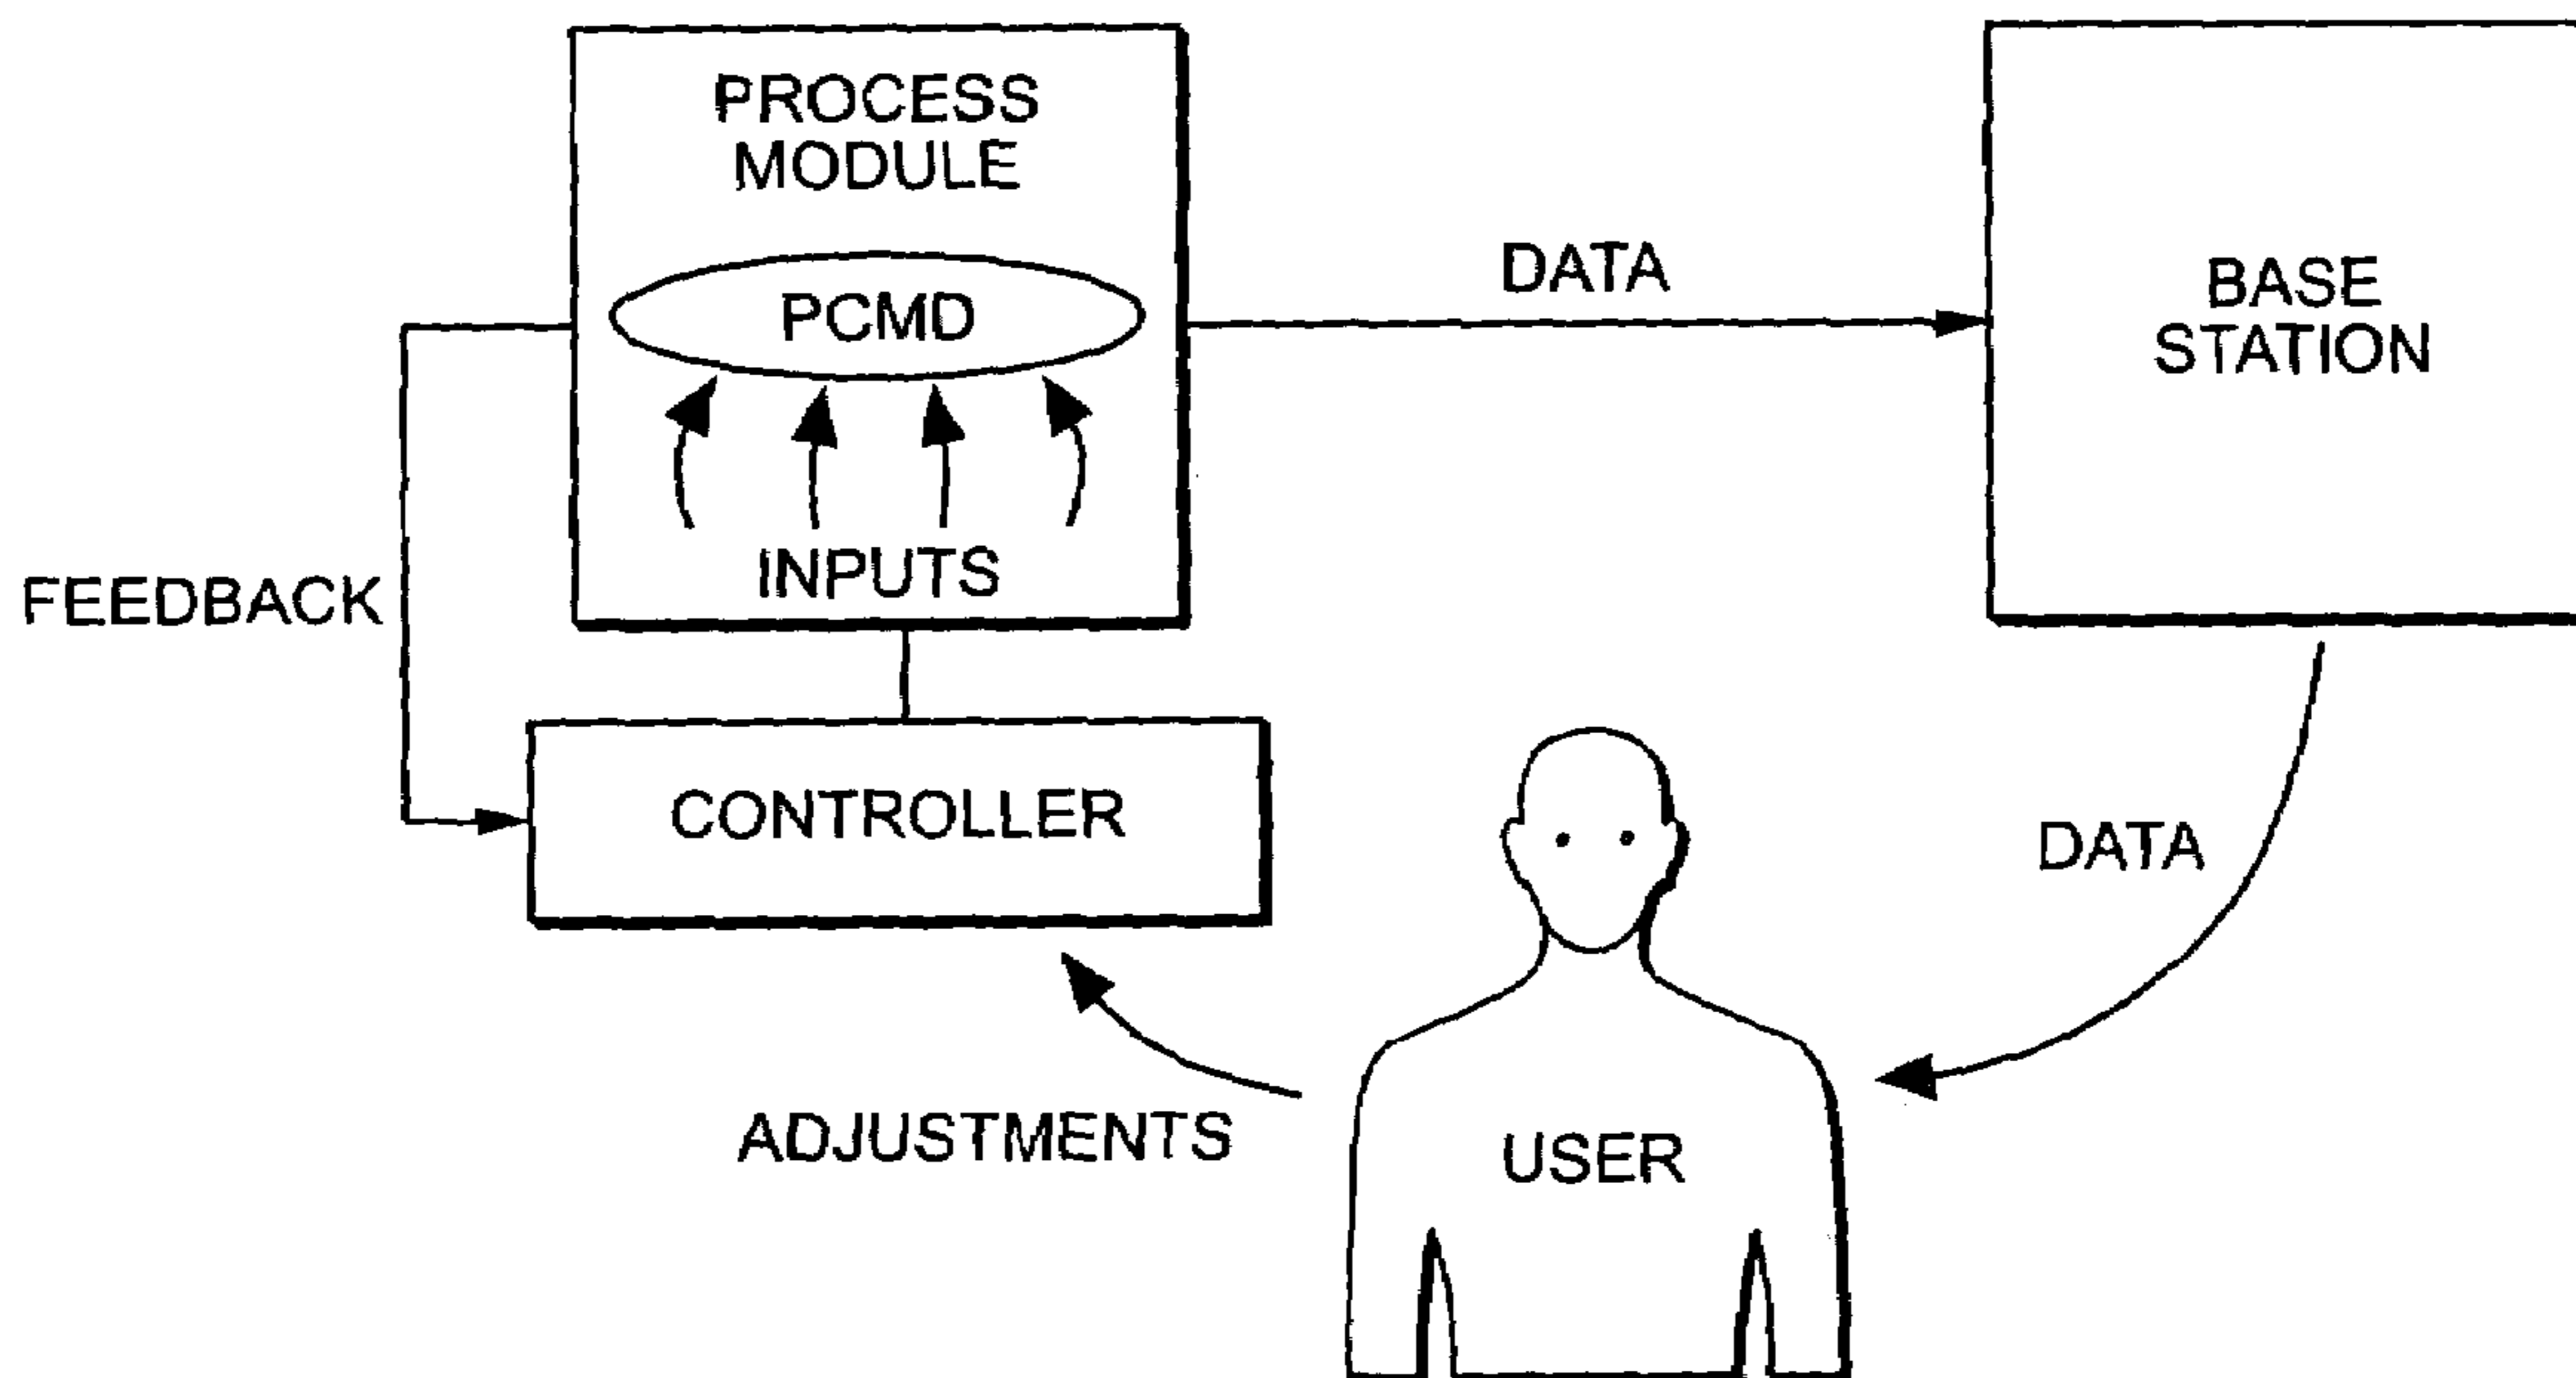 PROCESS
MODULE
PCMD
INPUTS
DATA
BASE
STATION
FEEDBACK
CONTROLLER
DATA
ADJUSTMENTS
USER